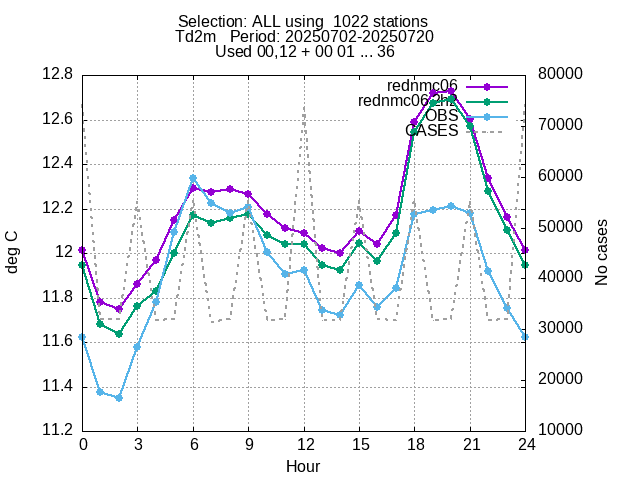 Selection: ALL using  1022 stations
Td2m   Period: 20250702-20250720
Used 00,12 + 00 01 ... 36
rednmc06
rednmc06.2h2
OBS
CASES
12.8
12.6
12.4
12.2
12
11.8
11.6
11.4
11.2
deg C
80000
70000
60000
50000
40000
30000
20000
10000
No cases
0 3 6 9 12 15 18 21 24
Hour